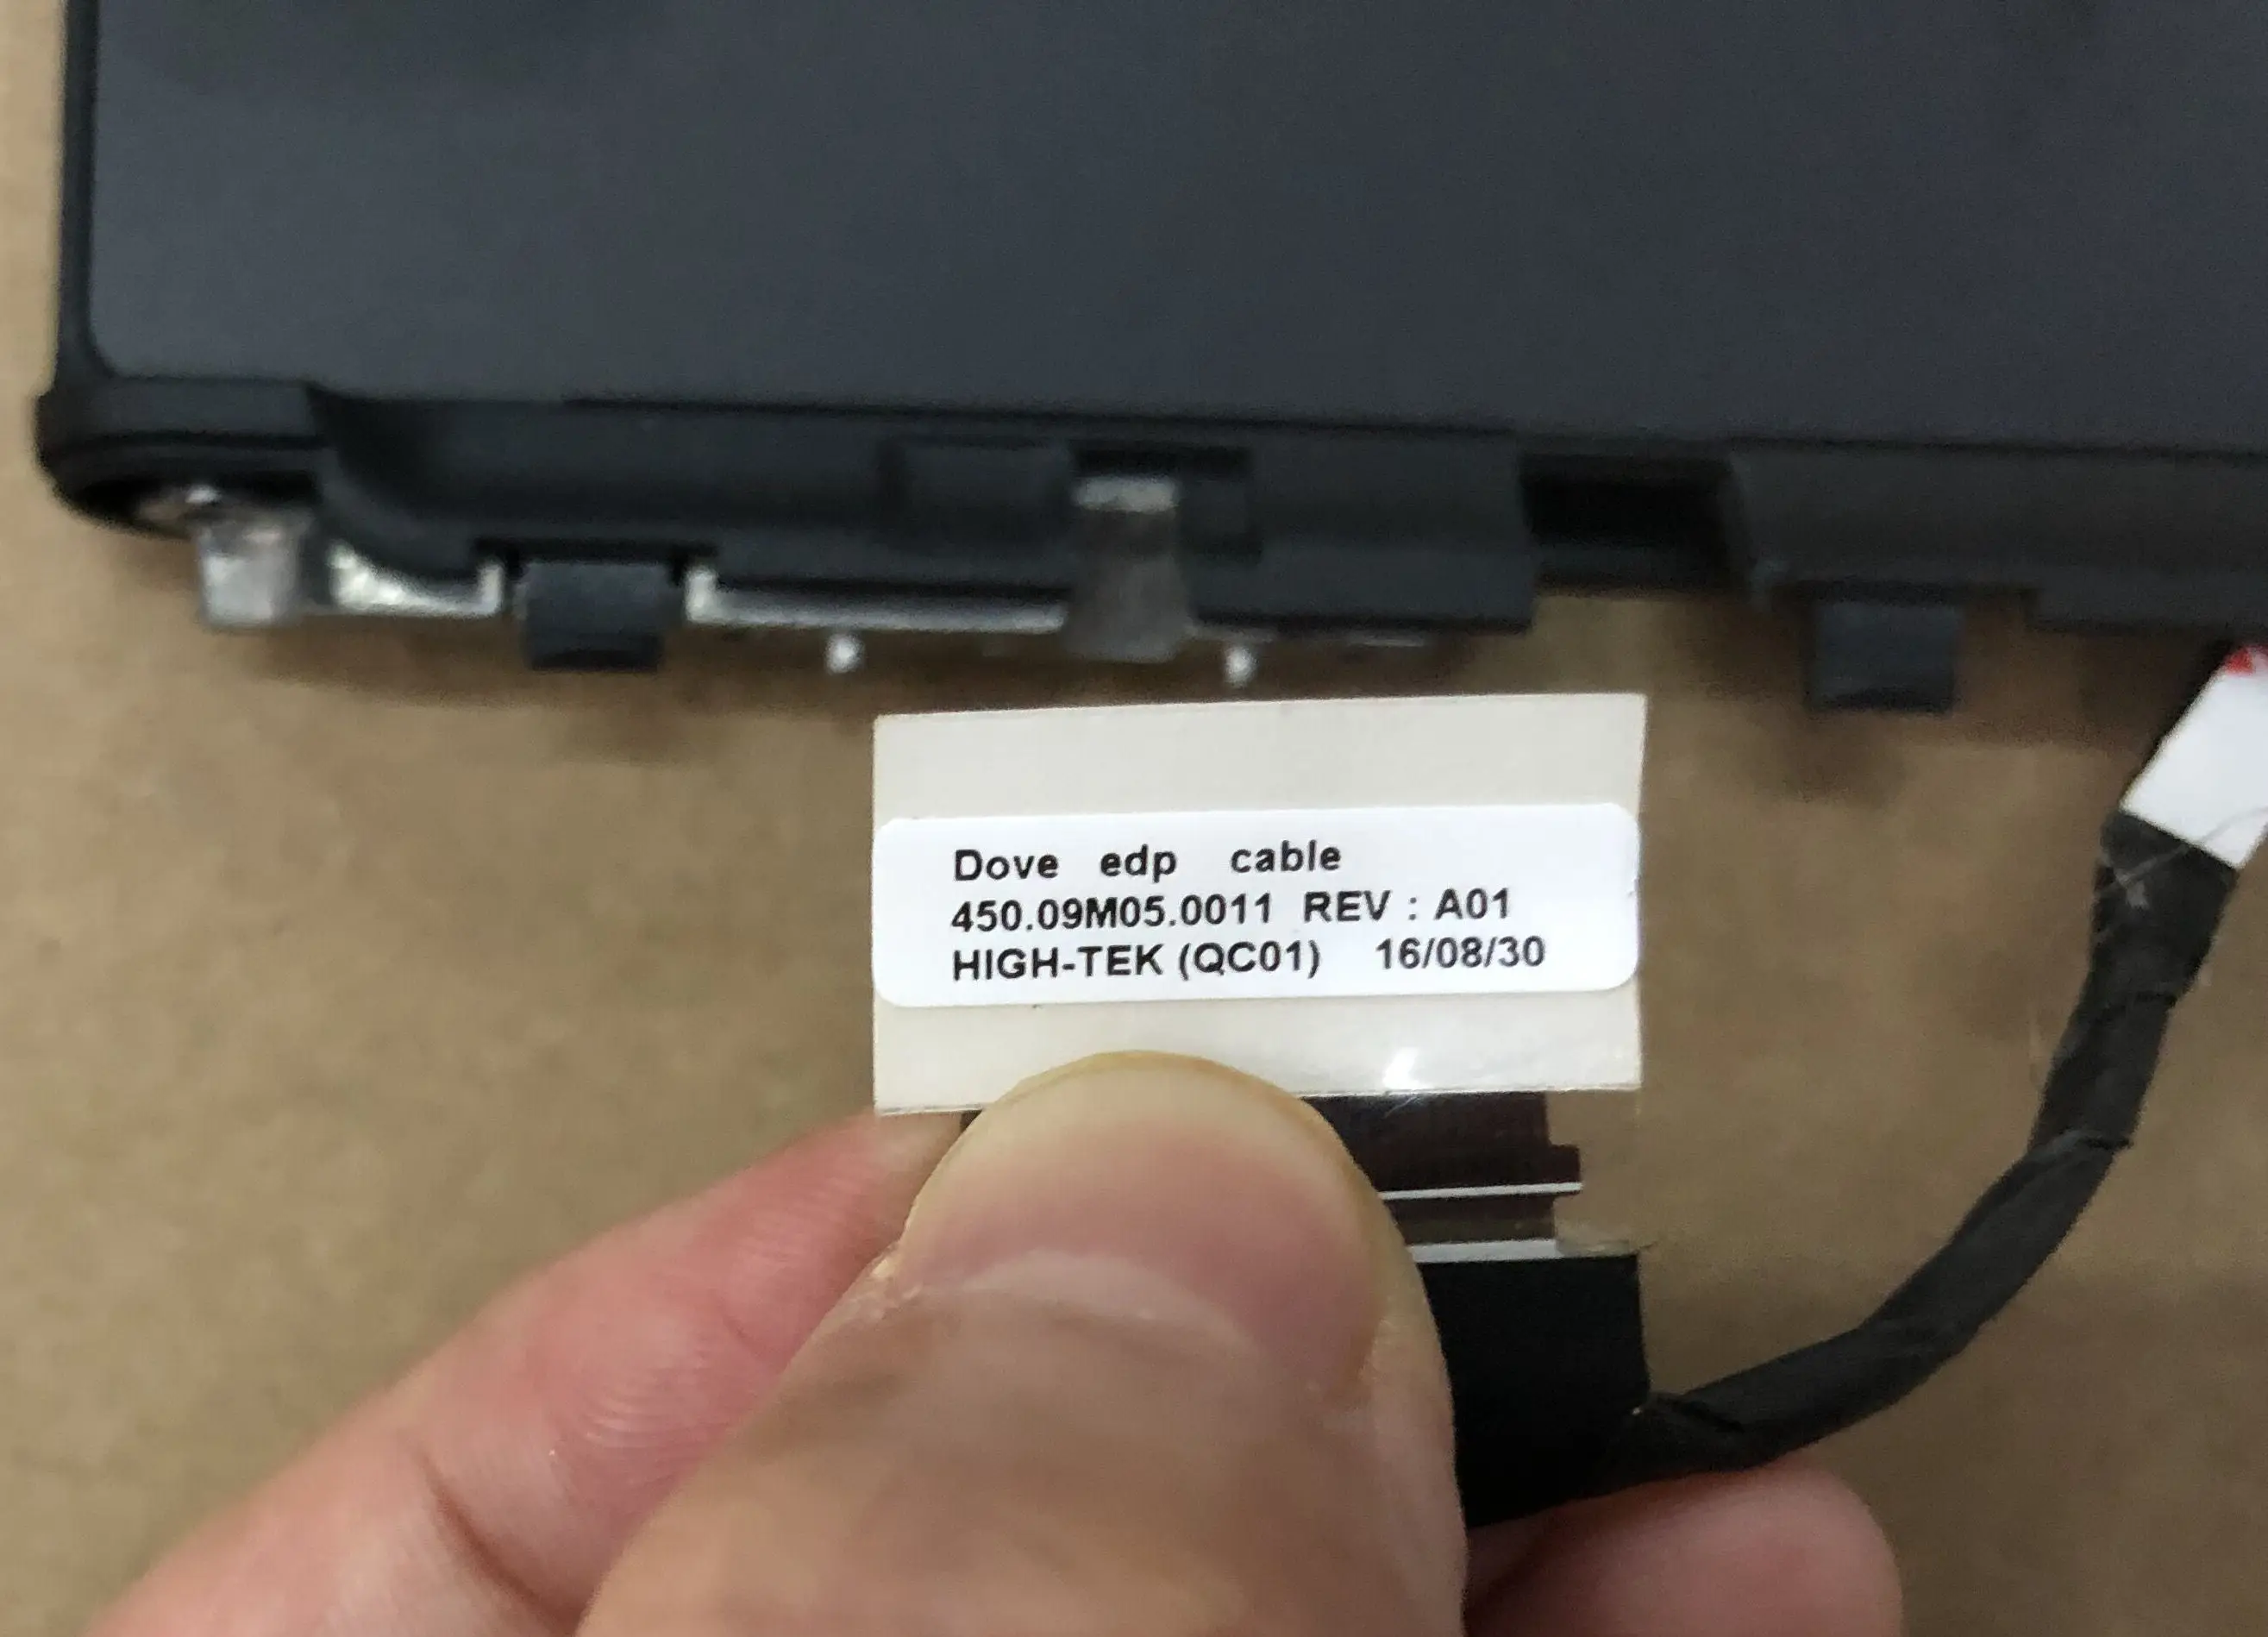 Dove edp cable
450.09M05.0011 REV : A01
HIGH-TEK (QC01) 16/08/30